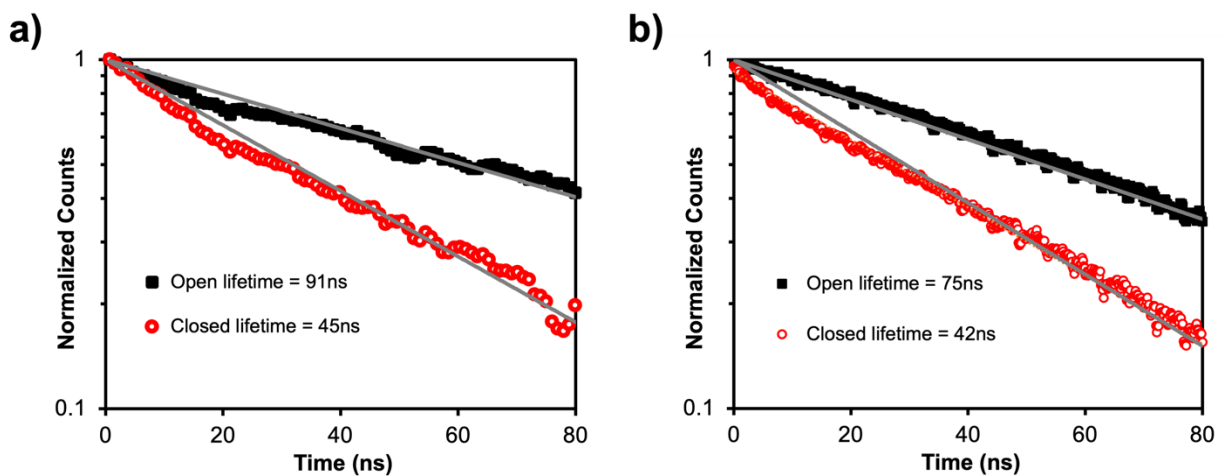 a)
1
Normalized Counts
Open lifetime = 91ns
Closed lifetime = 45ns
0.1
0 20 40 60 80
Time (ns)
b)
1
Normalized Counts
Open lifetime = 75ns
Closed lifetime = 42ns
0.1
0 20 40 60 80
Time (ns)